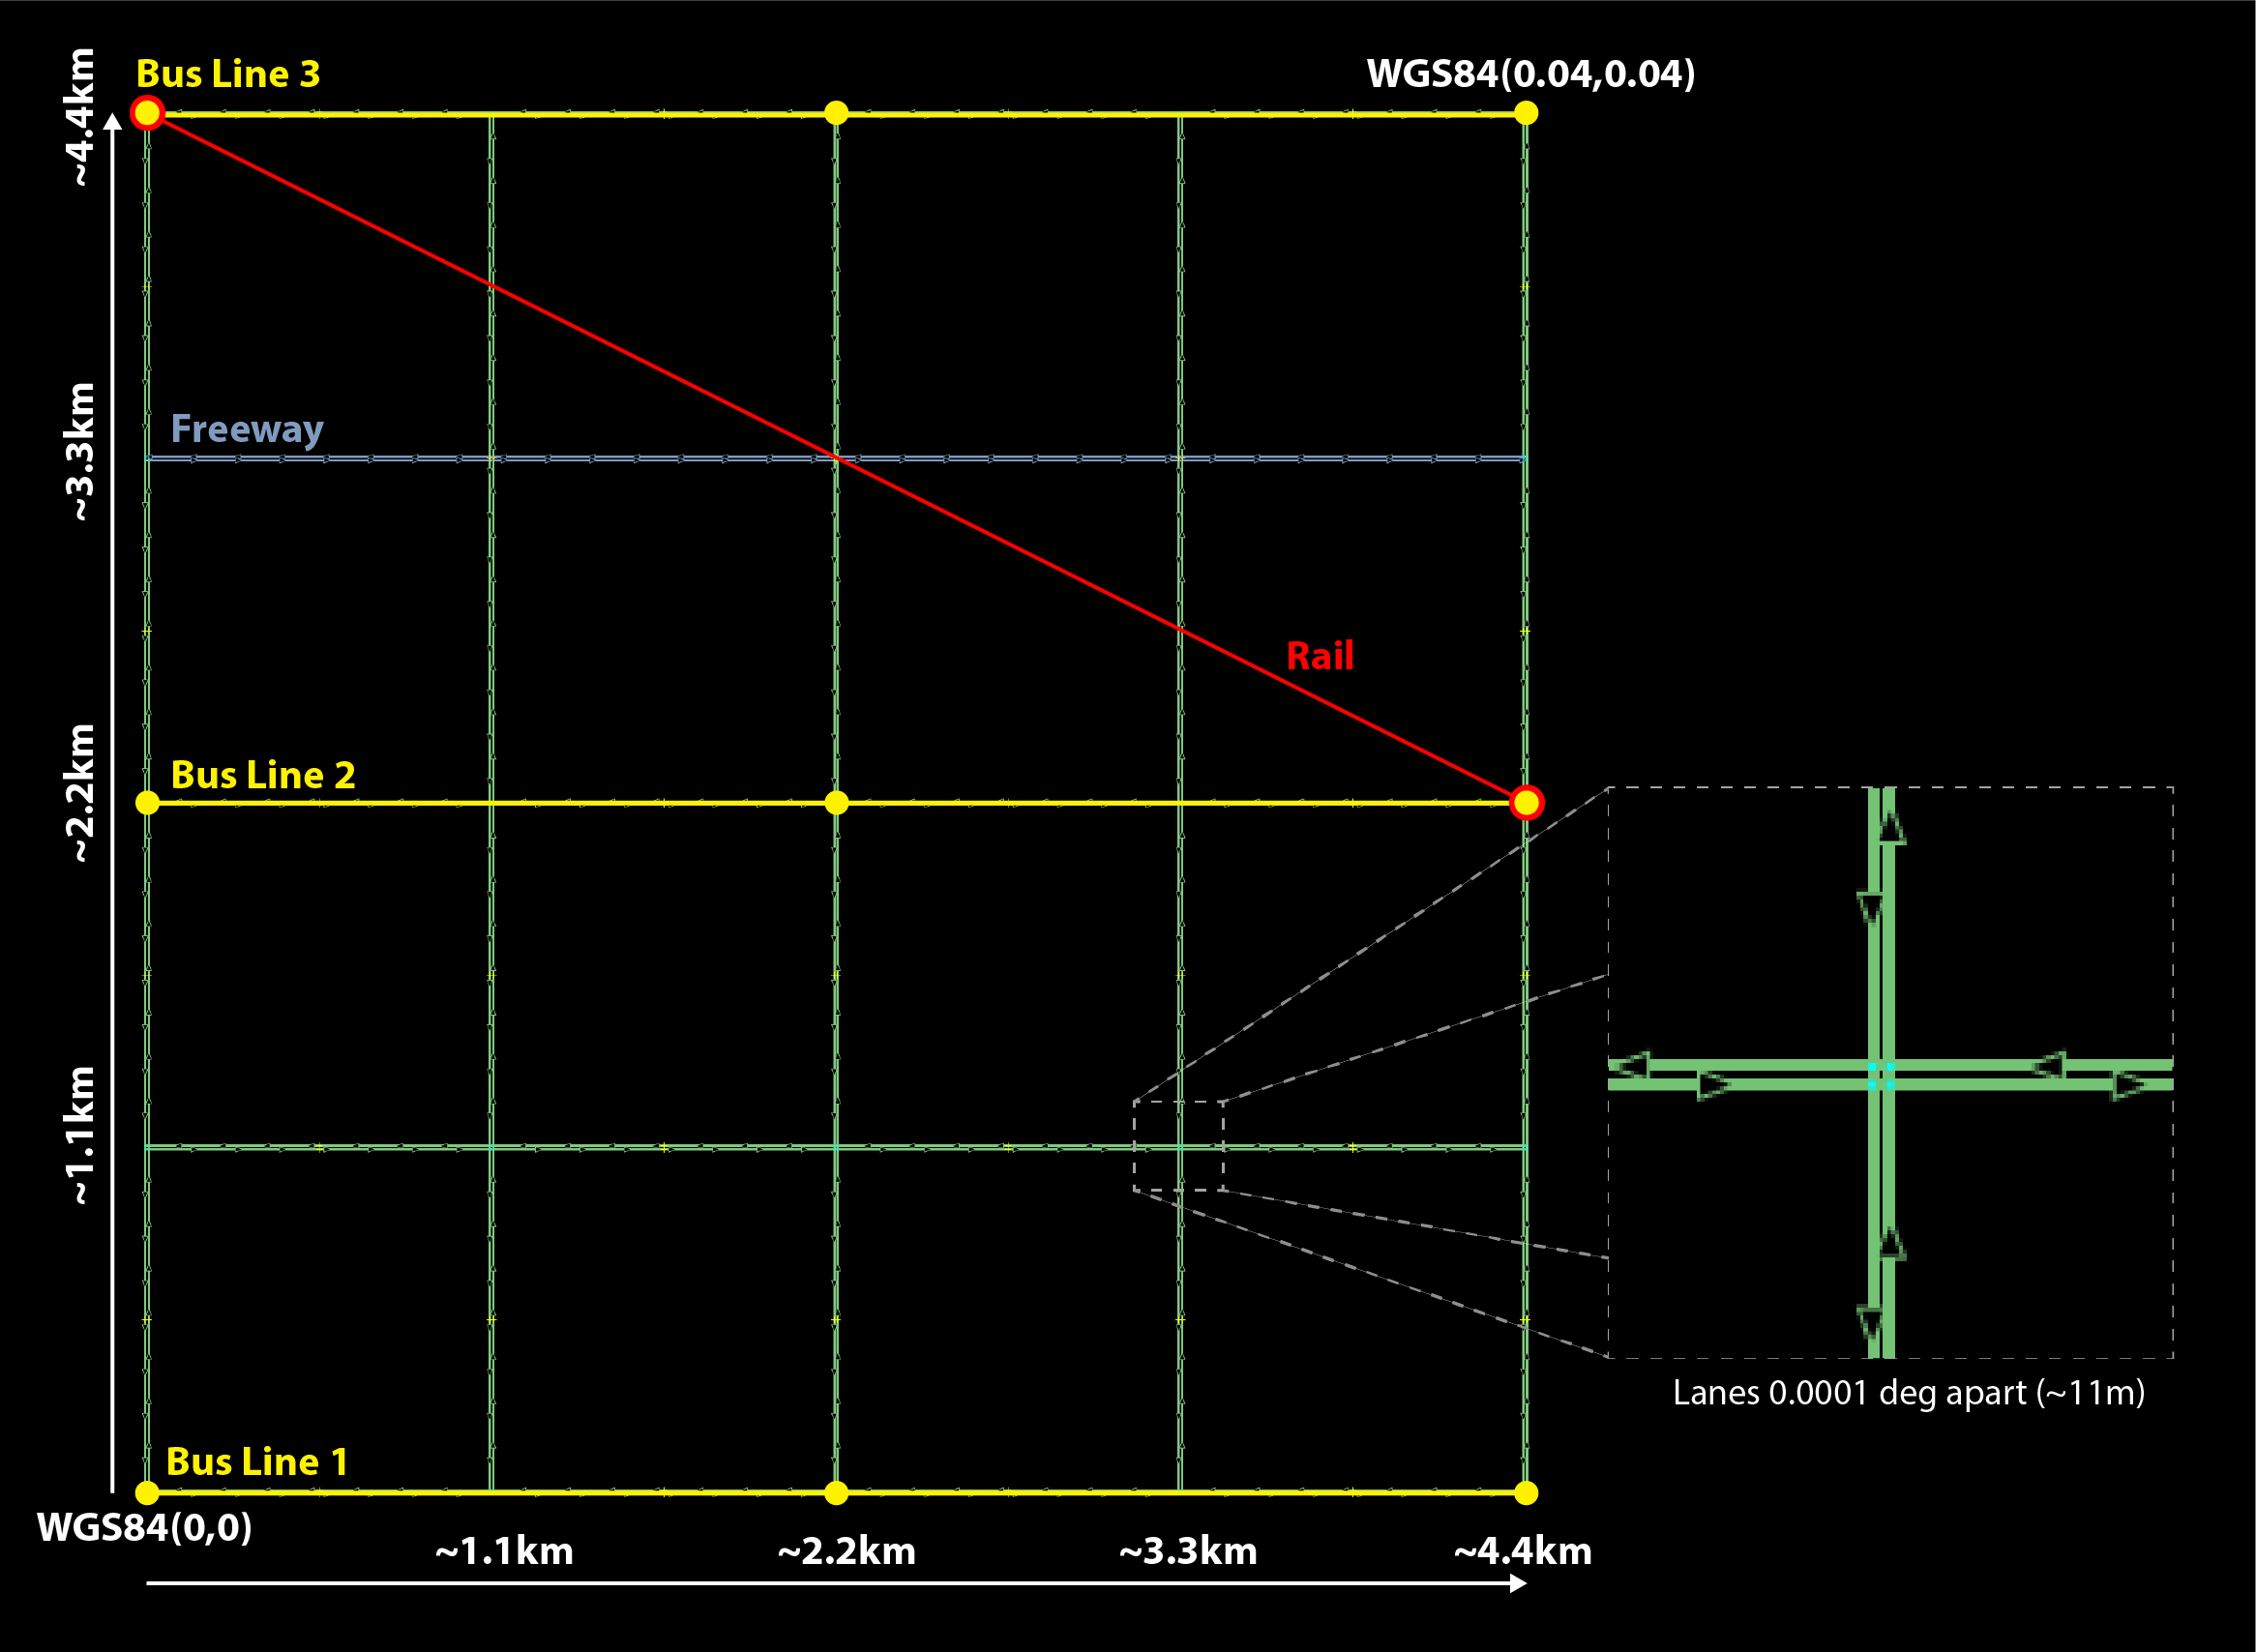 Bus Line 3
WGS84(0.04,0.04)
~4.4km
Freeway
~3.3km
Rail
Bus Line 2
~2.2km
~1.1km
Lanes 0.0001 deg apart (~11m)
Bus Line 1
WGS84(0,0)
~1.1km
~2.2km
~3.3km
~4.4km